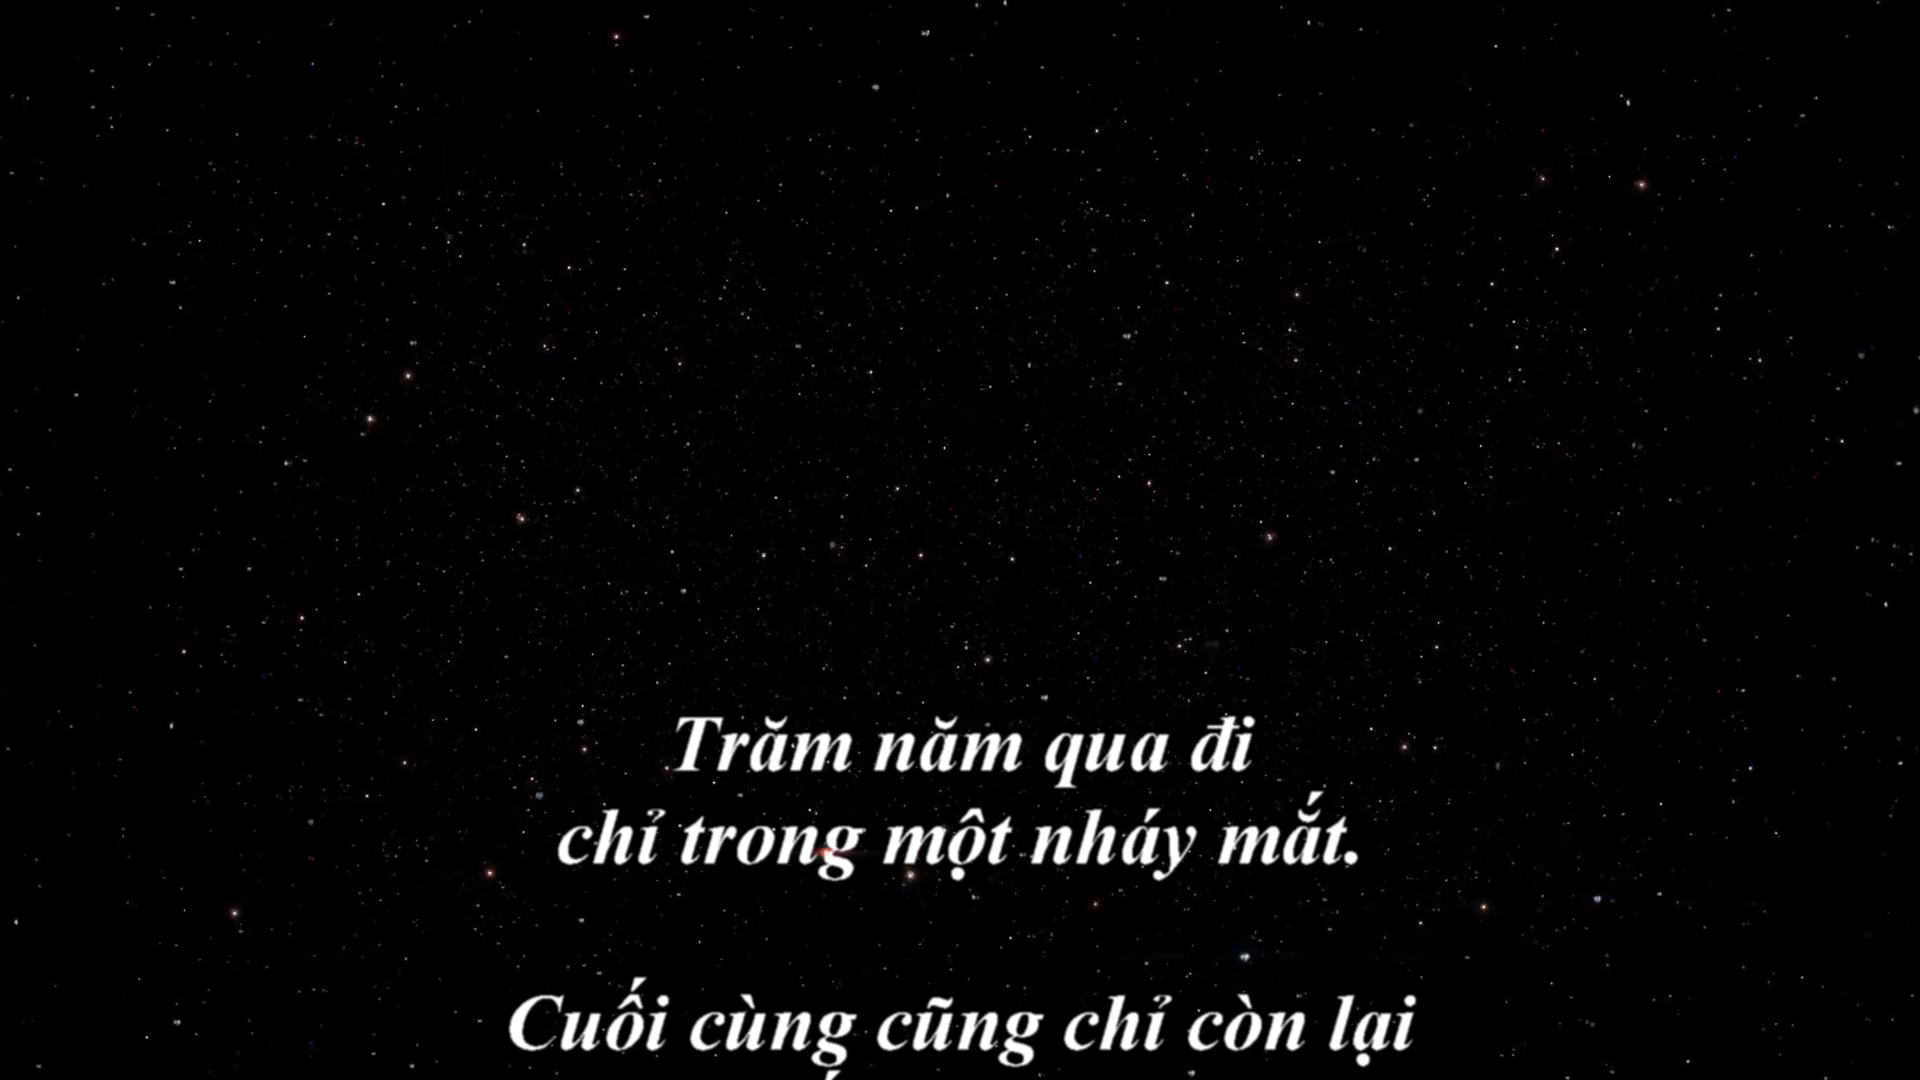 Trăm năm qua đi
chỉ trong một nháy mắt.
Cuối cùng cũng chỉ còn lại